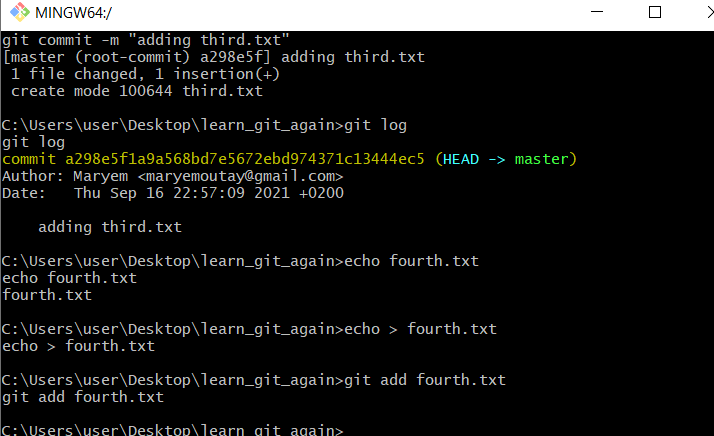 MINGW64:/
git commit -m "adding third.txt"
[master (root-commit) a298e5f] adding third.txt
 1 file changed, 1 insertion(+)
 create mode 100644 third.txt
C:\Users\user\Desktop\learn_git_again>git log
git log
commit a298e5f1a9a568bd7e5672ebd974371c13444ec5 (HEAD -> master)
Author: Maryem <maryemoutay@gmail.com>
Date:   Thu Sep 16 22:57:09 2021 +0200
    adding third.txt
C:\Users\user\Desktop\learn_git_again>echo fourth.txt
echo fourth.txt
fourth.txt
C:\Users\user\Desktop\learn_git_again>echo > fourth.txt
echo > fourth.txt
C:\Users\user\Desktop\learn_git_again>git add fourth.txt
git add fourth.txt
C:\Users\user\Desktop\learn_git_again>